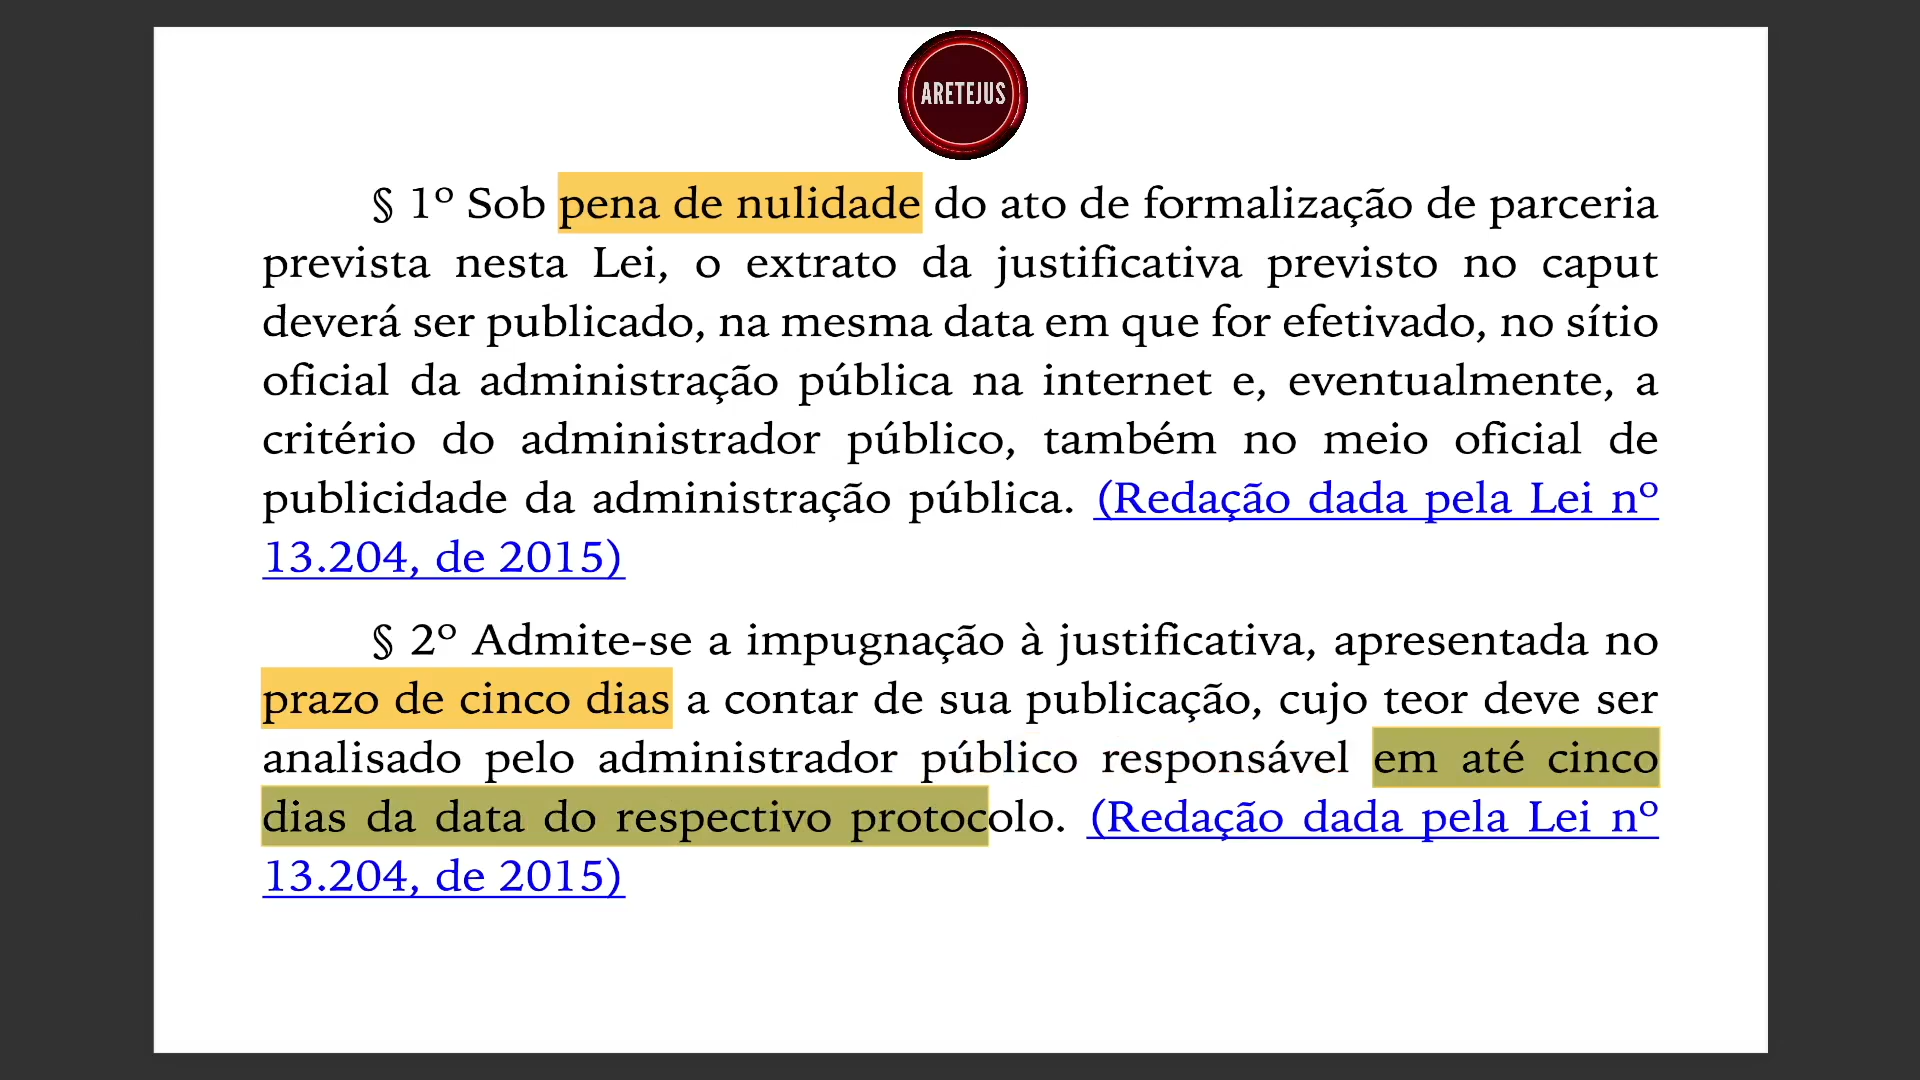 ARETEJUS
§ 1º Sob pena de nulidade do ato de formalização de parceria
prevista nesta Lei, o extrato da justificativa previsto no caput
deverá ser publicado, na mesma data em que for efetivado, no sítio
oficial da administração pública na internet e, eventualmente, a
critério do administrador público, também no meio oficial de
publicidade da administração pública. (Redação dada pela Lei nº
13.204, de 2015)
§ 2º Admite-se a impugnação à justificativa, apresentada no
prazo de cinco dias a contar de sua publicação, cujo teor deve ser
analisado pelo administrador público responsável em até cinco
dias da data do respectivo protocolo. (Redação dada pela Lei nº
13.204, de 2015)